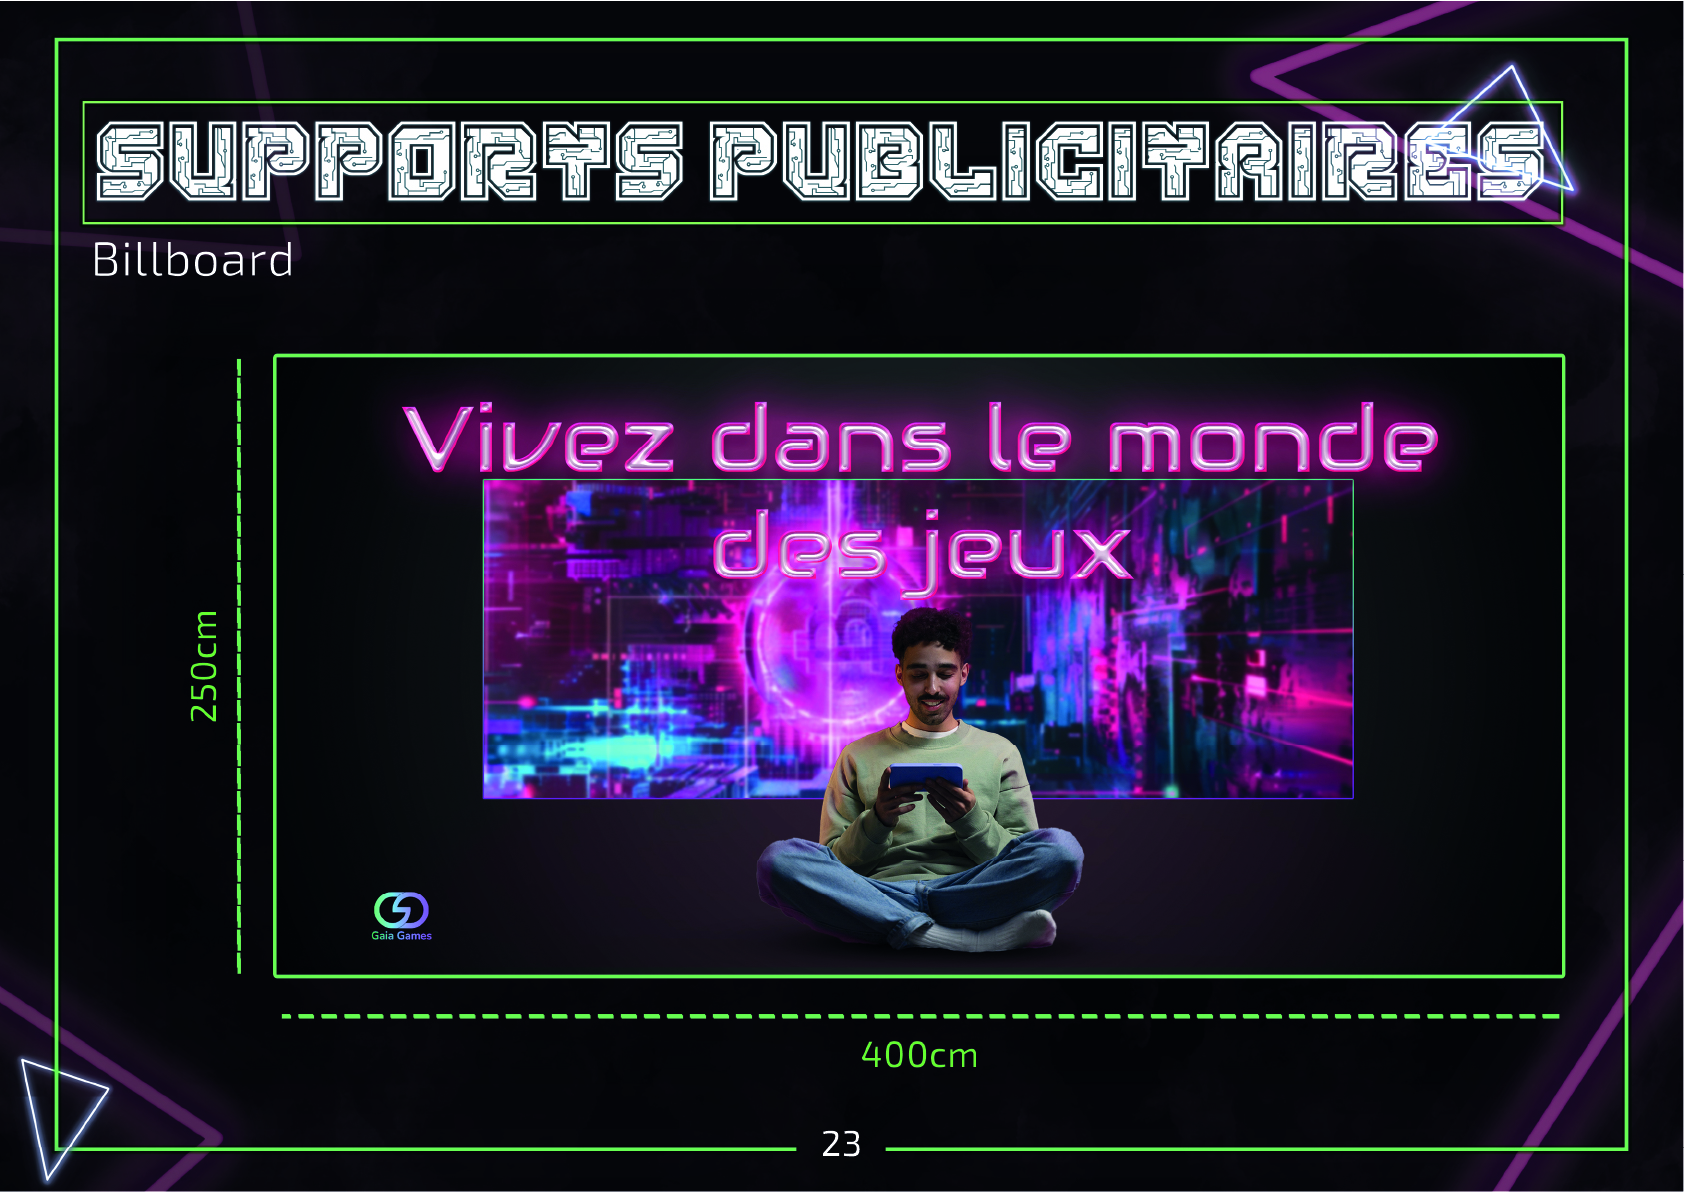 SUPPORTS PUBLICITAIRES
Billboard
Vivez dans le monde
des jeux
250cm
Gaia Games
400cm
23